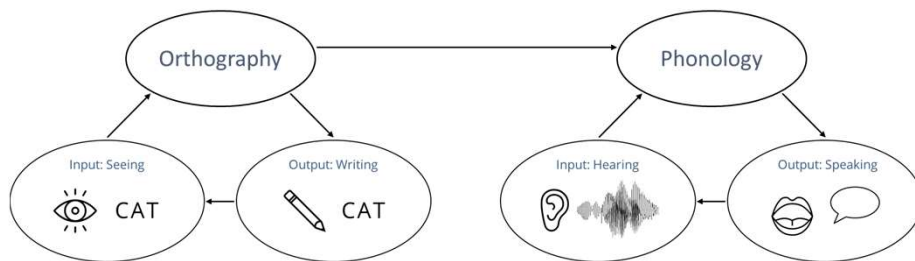 Orthography
Phonology
Input: Seeing
CAT
Output: Writing
CAT
Input: Hearing
Output: Speaking